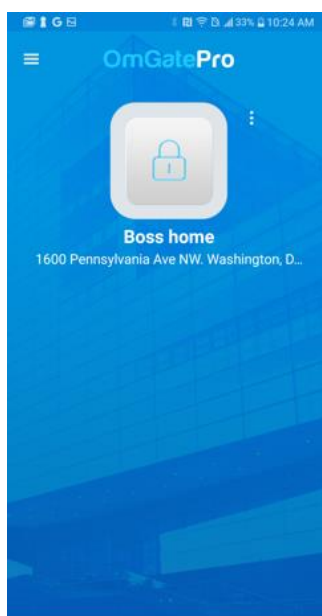 G 33% 10:24 AM
OmGatePro
Boss home
1600 Pennsylvania Ave NW. Washington, D...